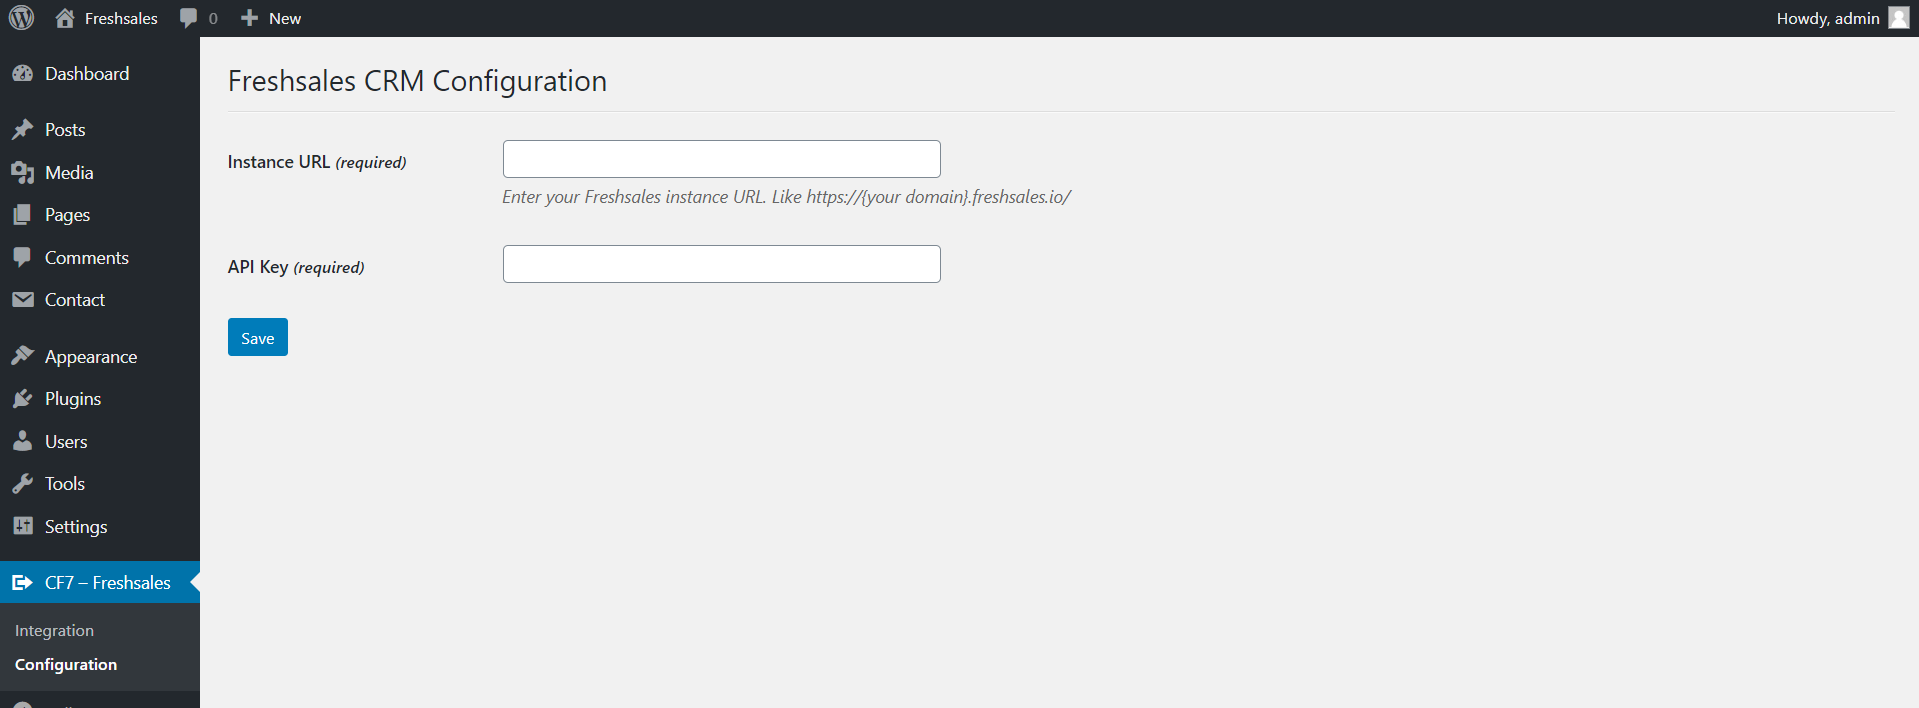 Freshsales 0 New Howdy, admin
Dashboard
Posts
Media
Pages
Comments
Contact
Appearance
Plugins
Users
Tools
Settings
CF7 – Freshsales
Integration
Configuration
Freshsales CRM Configuration
Instance URL (required)
Enter your Freshsales instance URL. Like https://{your domain}.freshsales.io/
API Key (required)
Save